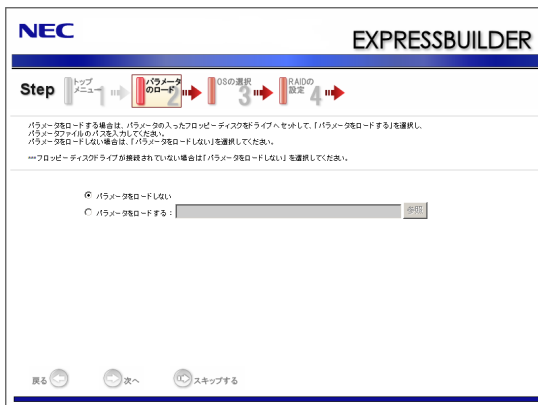 NEC
EXPRESSBUILDER
Step トップメニュー 1 パラメータのロード 2 OSの選択 3 RAIDの設定 4
パラメータをロードする場合は、パラメータの入ったフロッピーディスクをドライブへセットして、「パラメータをロードする」を選択し、
パラメータファイルのパスを入力してください。
パラメータをロードしない場合は、「パラメータをロードしない」を選択してください。
***フロッピーディスクドライブが接続されていない場合は「パラメータをロードしない」を選択してください。
パラメータをロードしない
パラメータをロードする： 参照
戻る 次へ スキップする